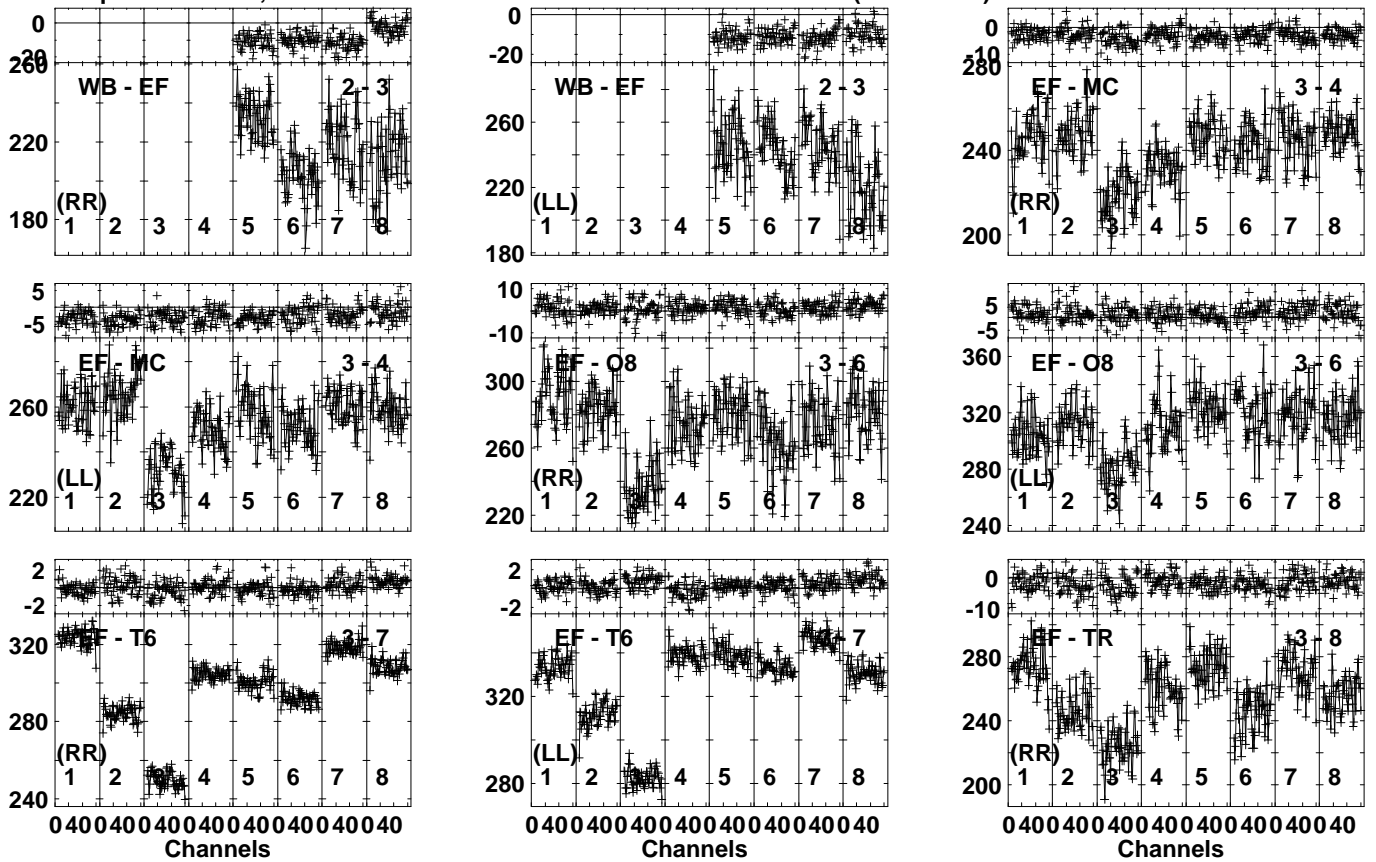 0 0 0
-20 -20 -10
260 280
WB - EF 2 - 3 WB - EF 2 - 3 EF - MC 3 - 4
260
220 240
220
(RR) (LL) (RR)
180 1 2 3 4 5 6 7 8 1 2 3 4 5 6 7 8 200 1 2 3 4 5 6 7 8
180
5 10 5
-5 -10 -5
EF - MC 3 - 4 EF - O8 3 - 6 360 EF - O8 3 - 6
260 300 320
260 280
220 (LL) (RR) (LL)
1 2 3 4 5 6 7 8 220 1 2 3 4 5 6 7 8 240 1 2 3 4 5 6 7 8
2 2 0
-2 -2 -10
320 EF - T6 3 - 7 EF - T6 3 - 7 280 EF - TR 3 - 8
280 320 240
(RR) (LL) (RR)
240 1 2 3 4 5 6 7 8 280 1 2 3 4 5 6 7 8 200 1 2 3 4 5 6 7 8
0 40 0 40 0 40 0 40 0 40 0 40 0 40 0 40 0 40 0 40 0 40 0 40 0 40 0 40 0 40 0 40 0 40 0 40 0 40 0 40 0 40 0 40 0 40 0 40
Channels Channels Channels